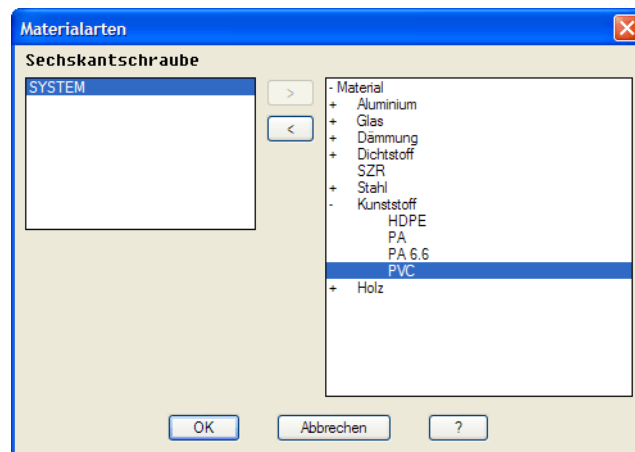 Materialarten
Sechskantschraube
SYSTEM
>
<
- Material
+ Aluminium
+ Glas
+ Dämmung
+ Dichtstoff
SZR
+ Stahl
- Kunststoff
HDPE
PA
PA 6.6
PVC
+ Holz
OK
Abbrechen
?